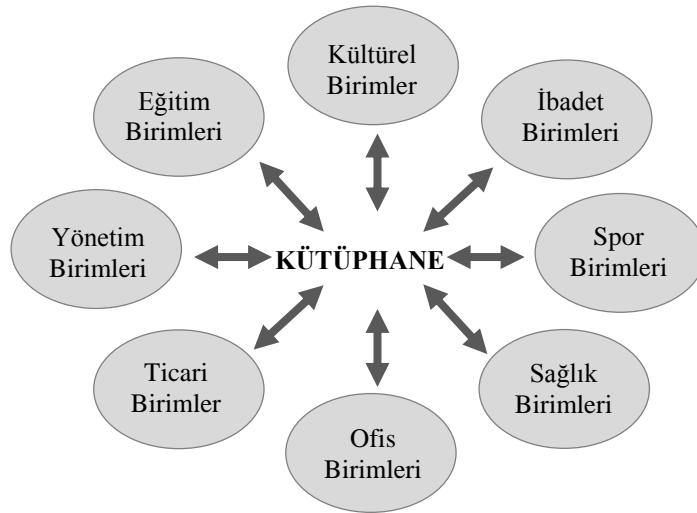 Kültürel
Birimler
Eğitim
Birimleri
İbadet
Birimleri
Yönetim
Birimleri
KÜTÜPHANE
Spor
Birimleri
Ticari
Birimler
Sağlık
Birimleri
Ofis
Birimleri